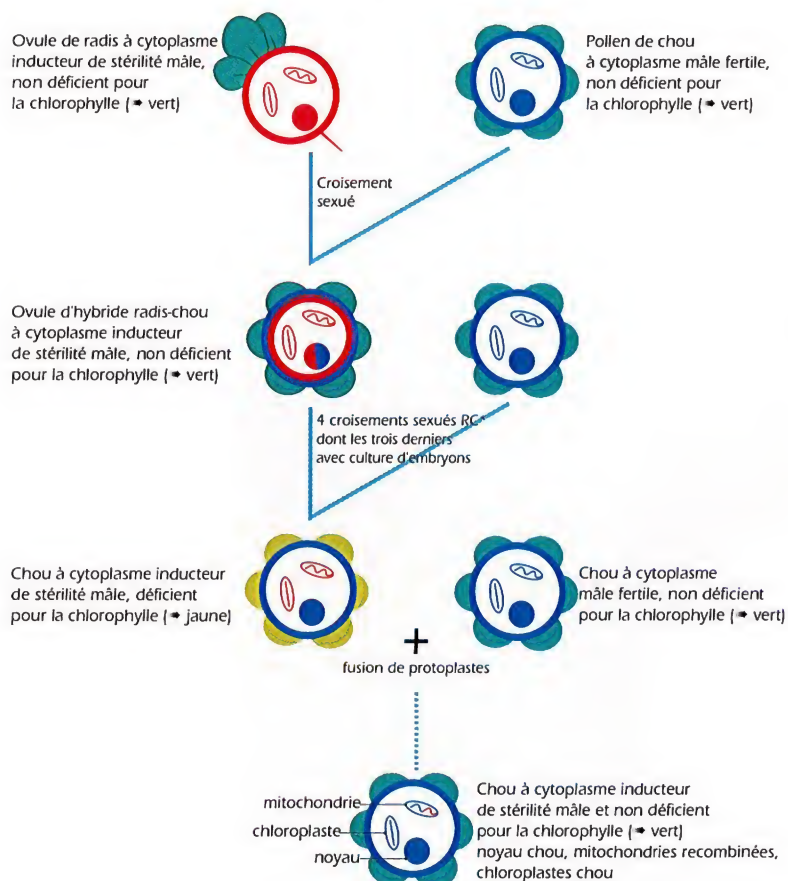 Ovule de radis à cytoplasme
inducteur de stérilité mâle,
non déficient pour
la chlorophylle (➨ vert)
Pollen de chou
à cytoplasme mâle fertile,
non déficient pour
la chlorophylle (➨ vert)
Croisement
sexué
Ovule d'hybride radis-chou
à cytoplasme inducteur
de stérilité mâle, non déficient
pour la chlorophylle (➨ vert)
4 croisements sexués
dont les trois derniers
avec culture d'embryons
Chou à cytoplasme inducteur
de stérilité mâle, déficient
pour la chlorophylle (➨ jaune)
Chou à cytoplasme
mâle fertile, non déficient
pour la chlorophylle (➨ vert)
+
fusion de protoplastes
mitochondrie
chloroplaste
noyau
Chou à cytoplasme inducteur
de stérilité mâle et non déficient
pour la chlorophylle (➨ vert)
noyau chou, mitochondries recombinées,
chloroplastes chou